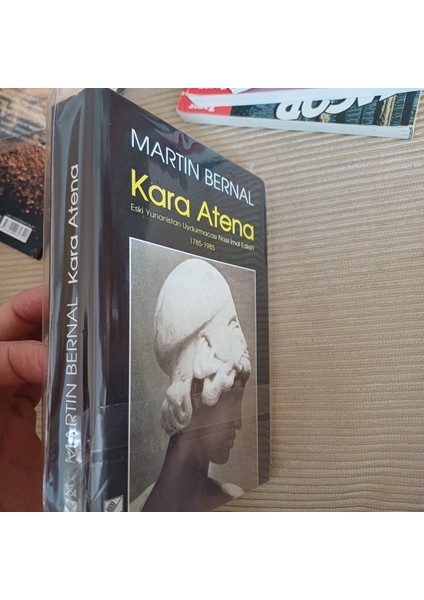 MARTIN BERNAL
Kara Atena
Eski Yunanistan Uydurmacası Nasıl İmal Edildi?
1785-1985
MARTIN BERNAL Kara Atena